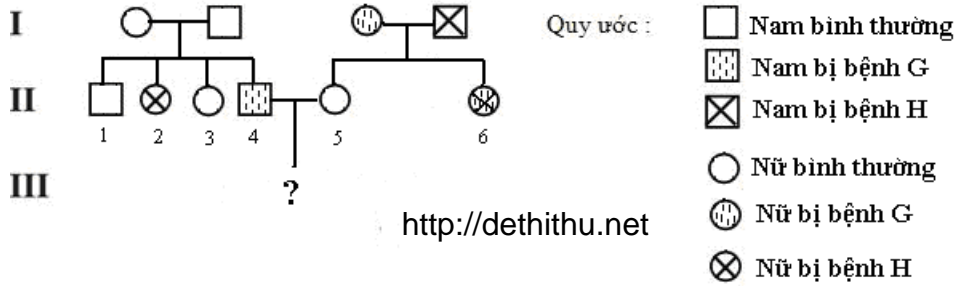 I
Quy ước :
Nam bình thường
Nam bị bệnh G
II
Nam bị bệnh H
1 2 3 4 5 6
Nữ bình thường
III
?
http://dethithu.net
Nữ bị bệnh G
Nữ bị bệnh H